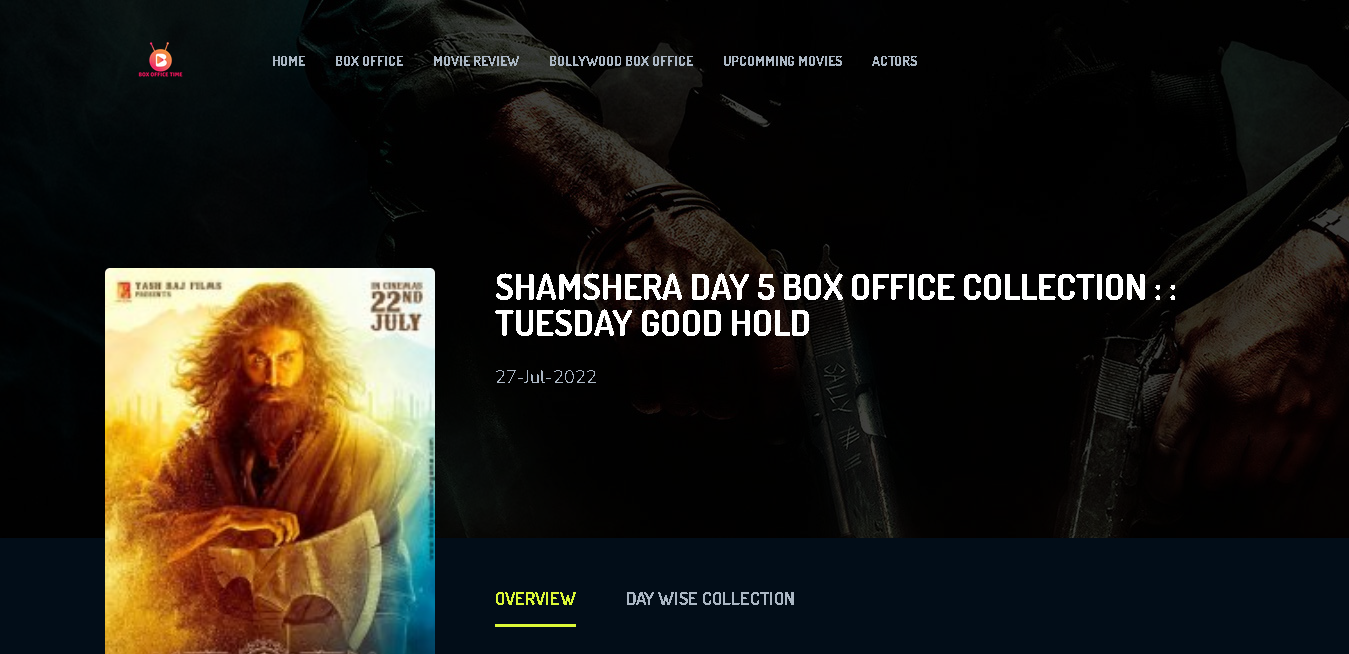 BOX OFFICE TIME
HOME BOX OFFICE MOVIE REVIEW BOLLYWOOD BOX OFFICE UPCOMMING MOVIES ACTORS
YASH RAJ FILMS
PRESENTS
IN CINEMAS
22ND
JULY
SHAMSHERA DAY 5 BOX OFFICE COLLECTION : :
TUESDAY GOOD HOLD
27-Jul-2022
SALLY
OVERVIEW DAY WISE COLLECTION